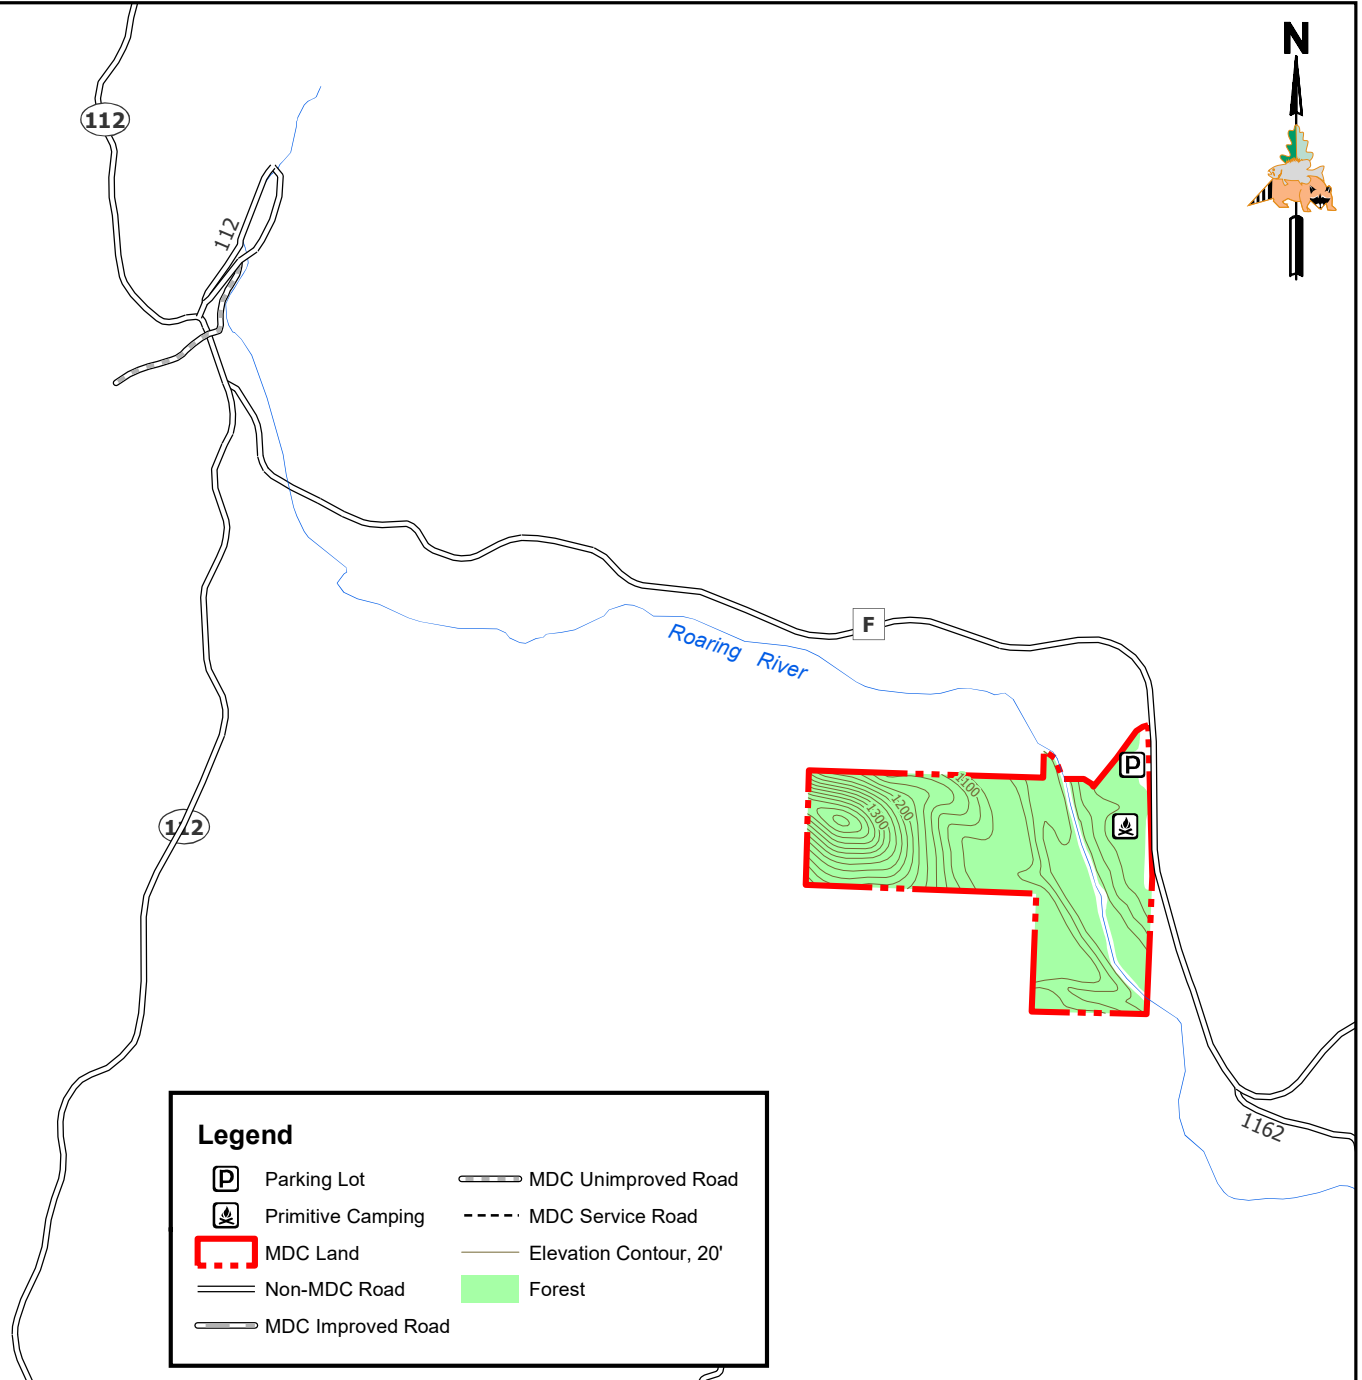 N
112
112
F
Roaring River
P
1100
1200
1300
112
1162
Legend
P Parking Lot
Primitive Camping
MDC Land
Non-MDC Road
MDC Improved Road
MDC Unimproved Road
MDC Service Road
Elevation Contour, 20'
Forest